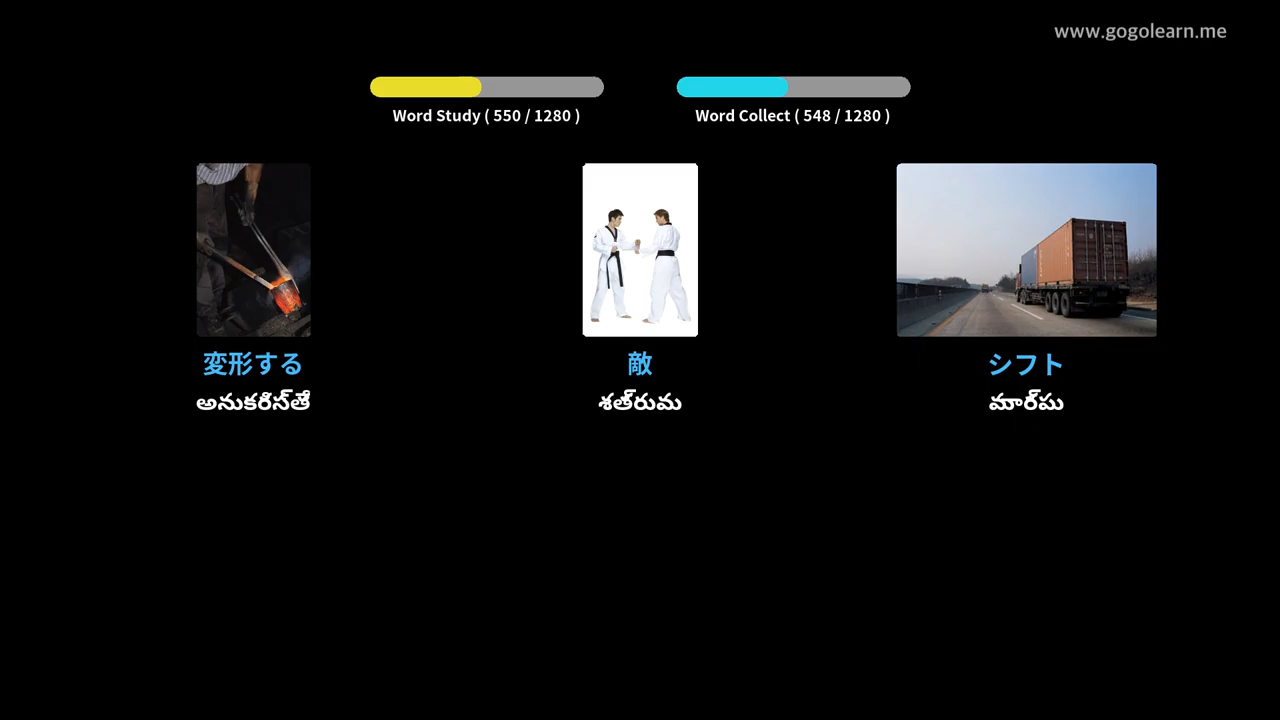 www.gogolearn.me
Word Study ( 550 / 1280 )
Word Collect ( 548 / 1280 )
変形する
敵
シフト
అనుకరిస్‌తే
శత్‌రుమ
మార్‌పు